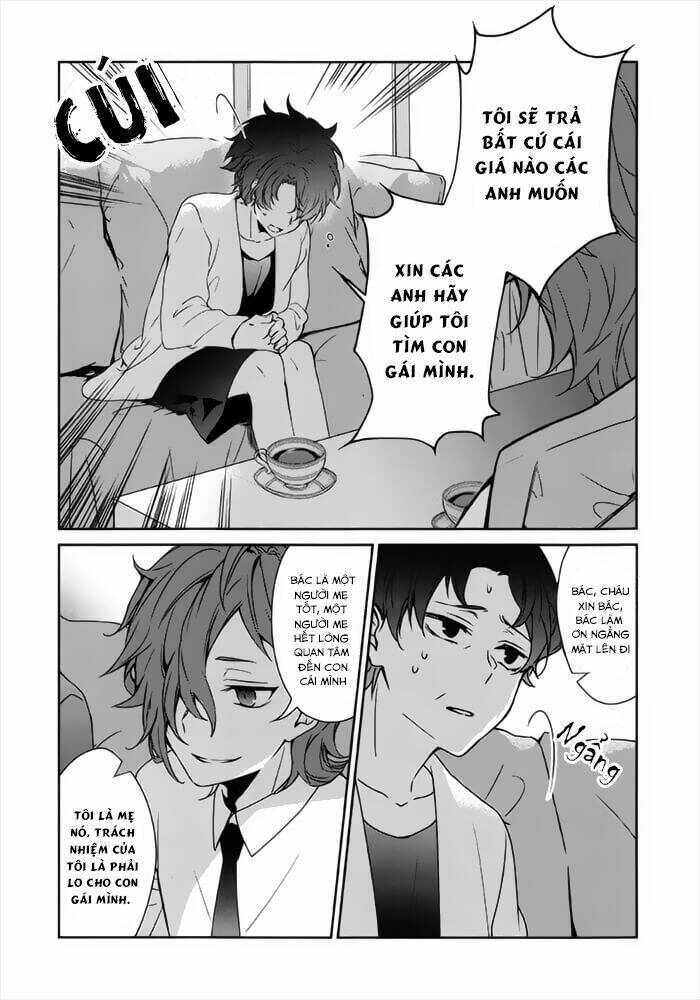 CÚI
TÔI SẼ TRẢ
BẤT CỨ CÁI
GIÁ NÀO CÁC
ANH MUỐN
XIN CÁC
ANH HÃY
GIÚP TÔI
TÌM CON
GÁI MÌNH.
BÁC, CHÁU
XIN BÁC,
BÁC LÀM
ƠN NGẨNG
MẶT LÊN ĐI
Ngẩng
BÁC LÀ MỘT
NGƯỜI MẸ
TỐT, MỘT
NGƯỜI MẸ
HẾT LÒNG
QUAN TÂM
ĐẾN CON
CÁI MÌNH
TÔI LÀ MẸ
NÓ, TRÁCH
NHIỆM CỦA
TÔI LÀ PHẢI
LO CHO CON
GÁI MÌNH.